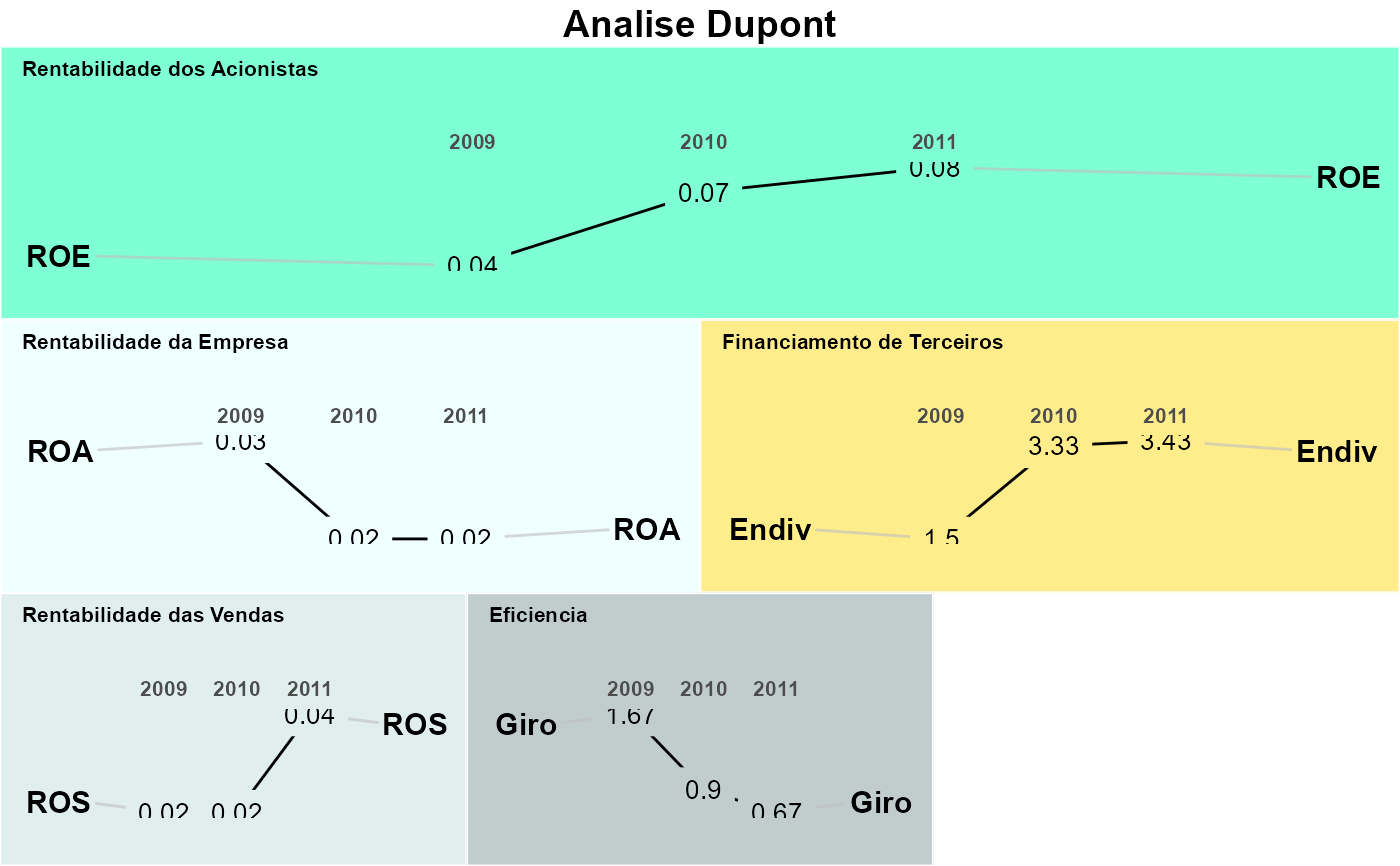 Analise Dupont
Rentabilidade dos Acionistas
2009 2010 2011
0.08
ROE
0.07
ROE
0.04
Rentabilidade da Empresa
2009 2010 2011
0.03
ROA
0.02 0.02
ROA
Financiamento de Terceiros
2009 2010 2011
3.33 3.43
Endiv
Endiv
1.5
Rentabilidade das Vendas
2009 2010 2011
0.04
ROS
ROS
0.02 0.02
Eficiencia
2009 2010 2011
Giro
1.67
0.9
0.67
Giro